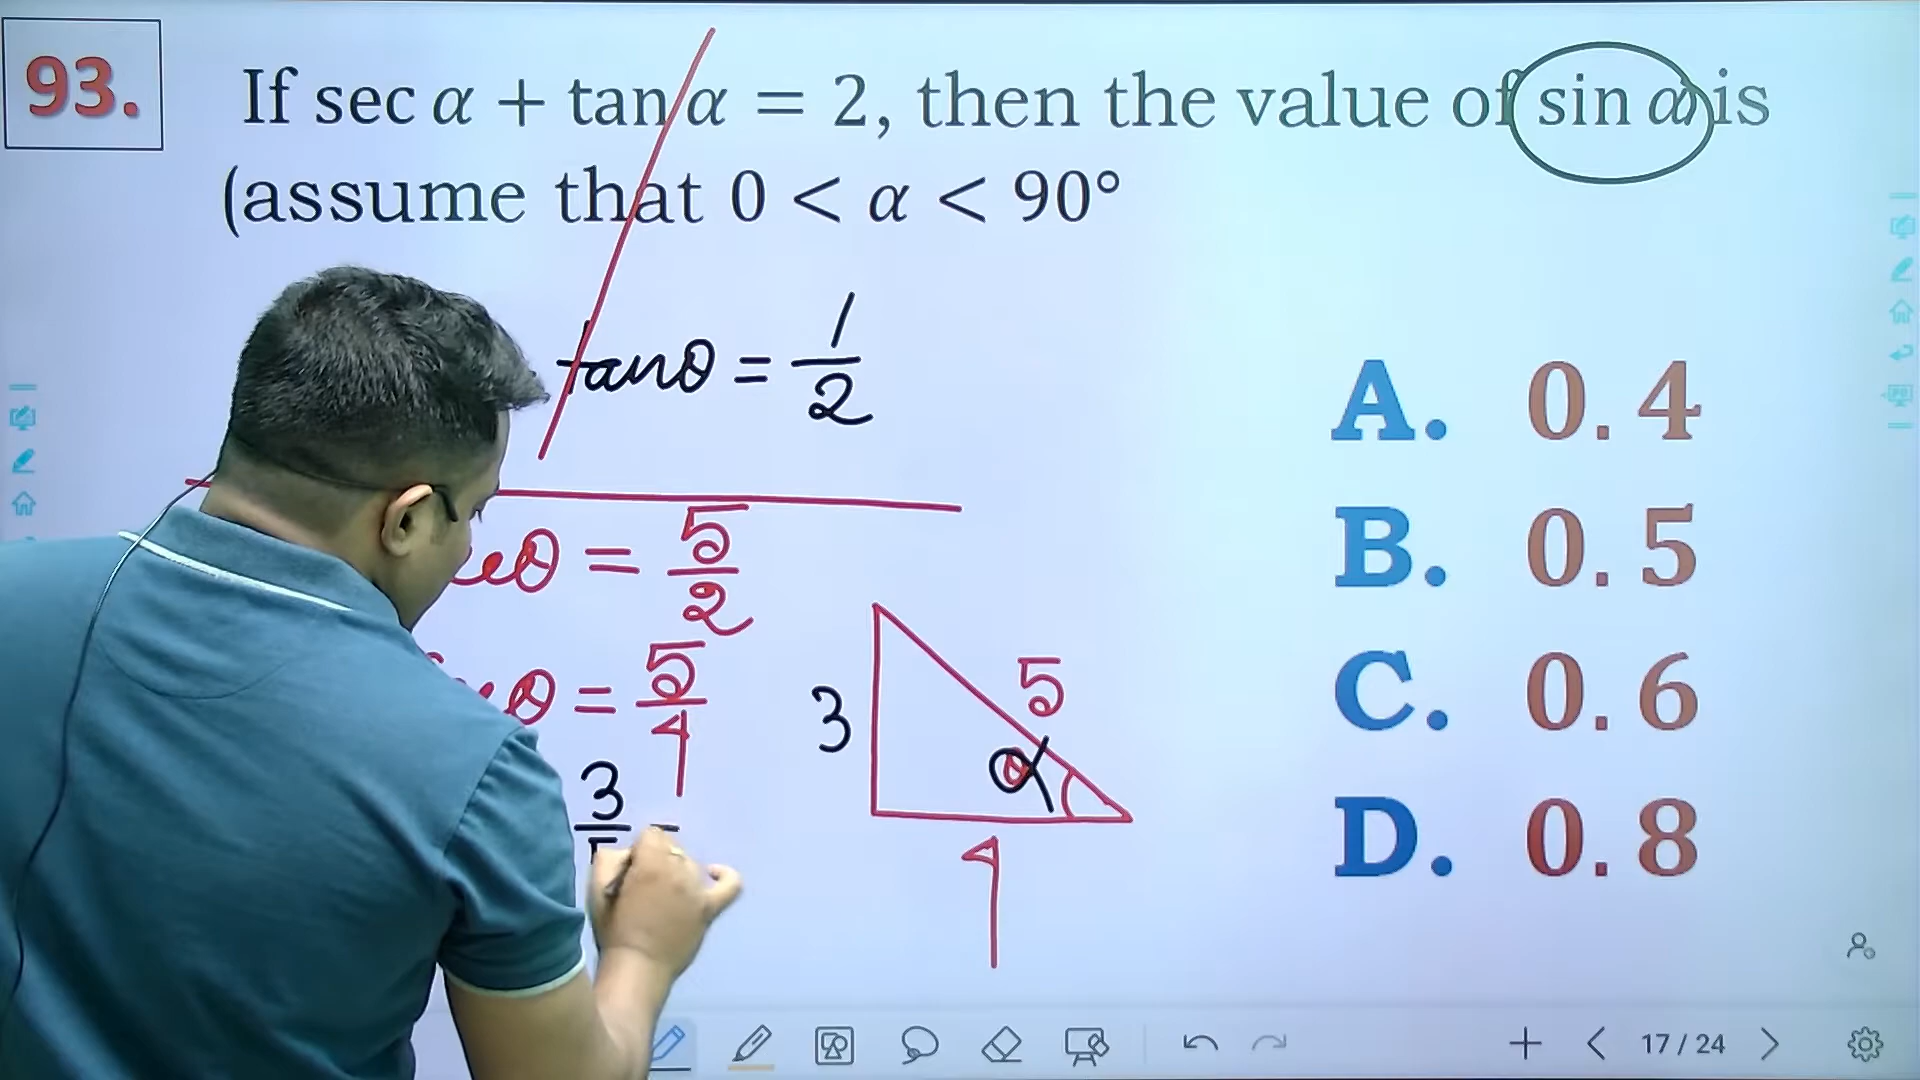 93.
If sec α + tan α = 2, then the value of sin α is
(assume that 0 < α < 90°
tanθ = 1/2
θ = 5/2
θ = 5/4
3
5
3
α
4
A. 0.4
B. 0.5
C. 0.6
D. 0.8
17 / 24